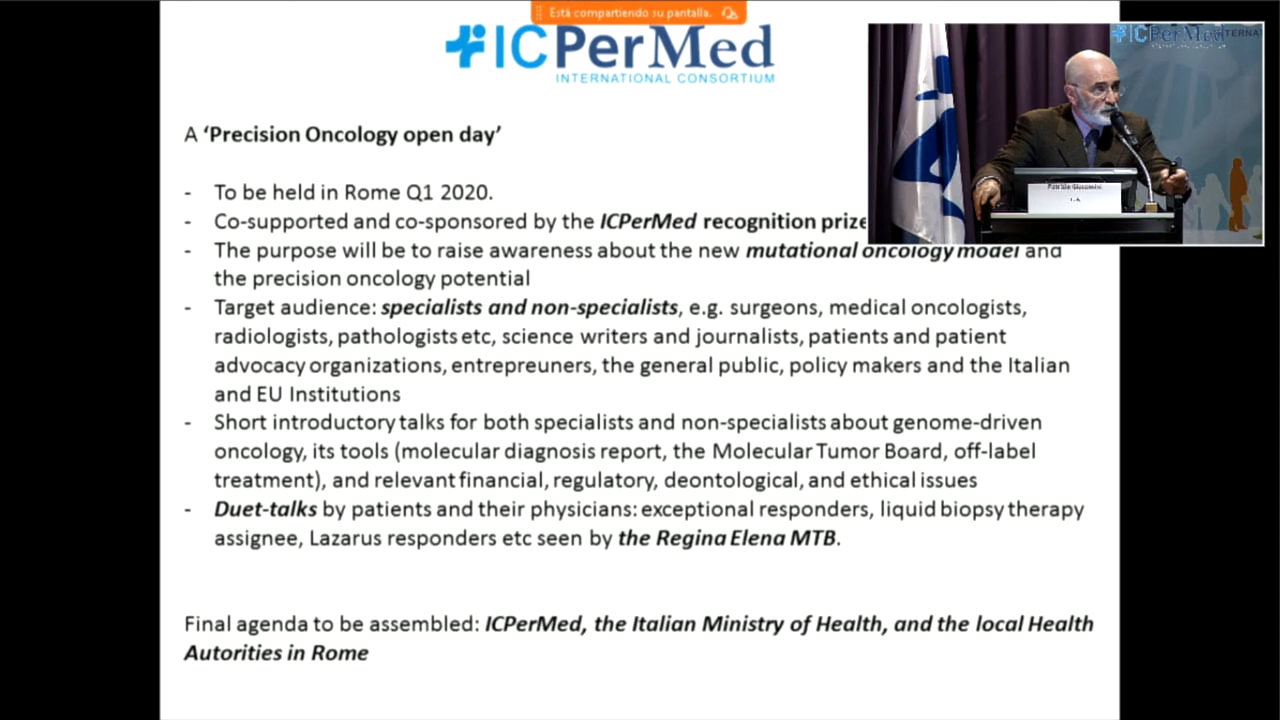 Está compartiendo su pantalla.
ICPerMed
INTERNATIONAL CONSORTIUM
ICPerMed
A ‘Precision Oncology open day’
- To be held in Rome Q1 2020.
- Co-supported and co-sponsored by the ICPerMed recognition prize
- The purpose will be to raise awareness about the new mutational oncology model and
the precision oncology potential
- Target audience: specialists and non-specialists, e.g. surgeons, medical oncologists,
radiologists, pathologists etc, science writers and journalists, patients and patient
advocacy organizations, entrepreuners, the general public, policy makers and the Italian
and EU Institutions
- Short introductory talks for both specialists and non-specialists about genome-driven
oncology, its tools (molecular diagnosis report, the Molecular Tumor Board, off-label
treatment), and relevant financial, regulatory, deontological, and ethical issues
- Duet-talks by patients and their physicians: exceptional responders, liquid biopsy therapy
assignee, Lazarus responders etc seen by the Regina Elena MTB.
Final agenda to be assembled: ICPerMed, the Italian Ministry of Health, and the local Health
Autorities in Rome